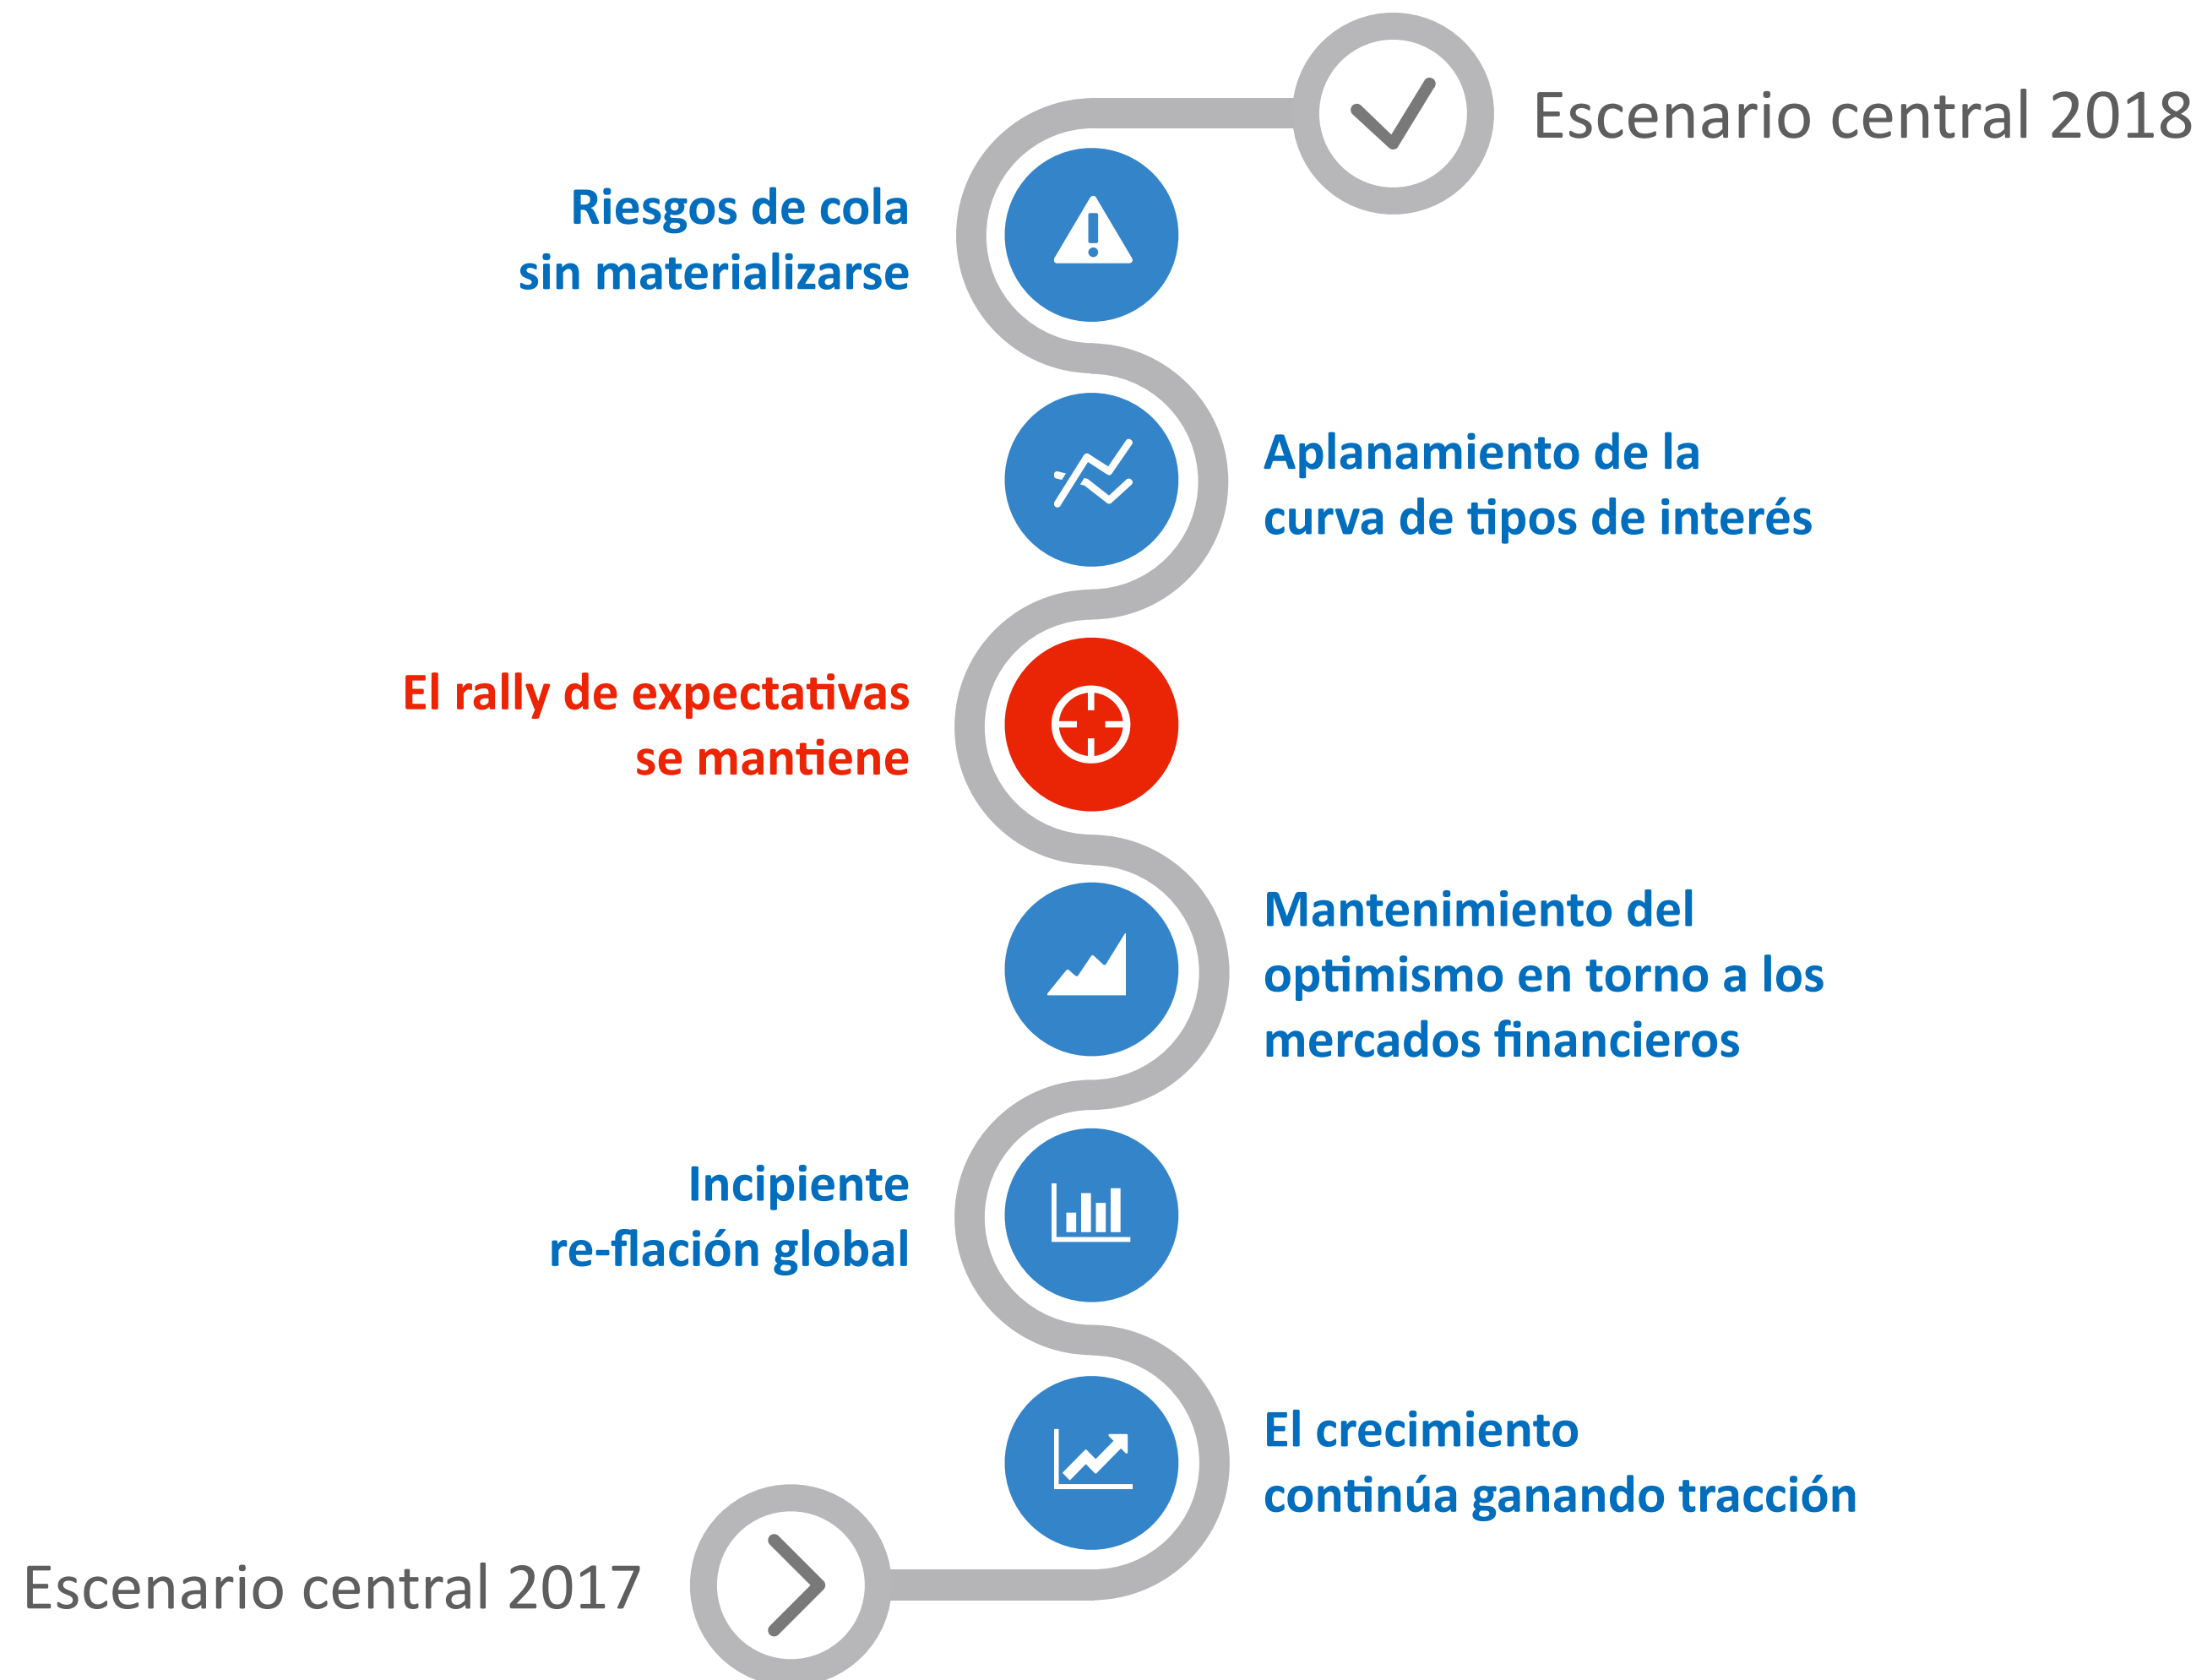 Escenario central 2018
Riesgos de cola
sin materializarse
Aplanamiento de la
curva de tipos de interés
El rally de expectativas
se mantiene
Mantenimiento del
optimismo en torno a los
mercados financieros
Incipiente
re-flación global
El crecimiento
continúa ganando tracción
Escenario central 2017